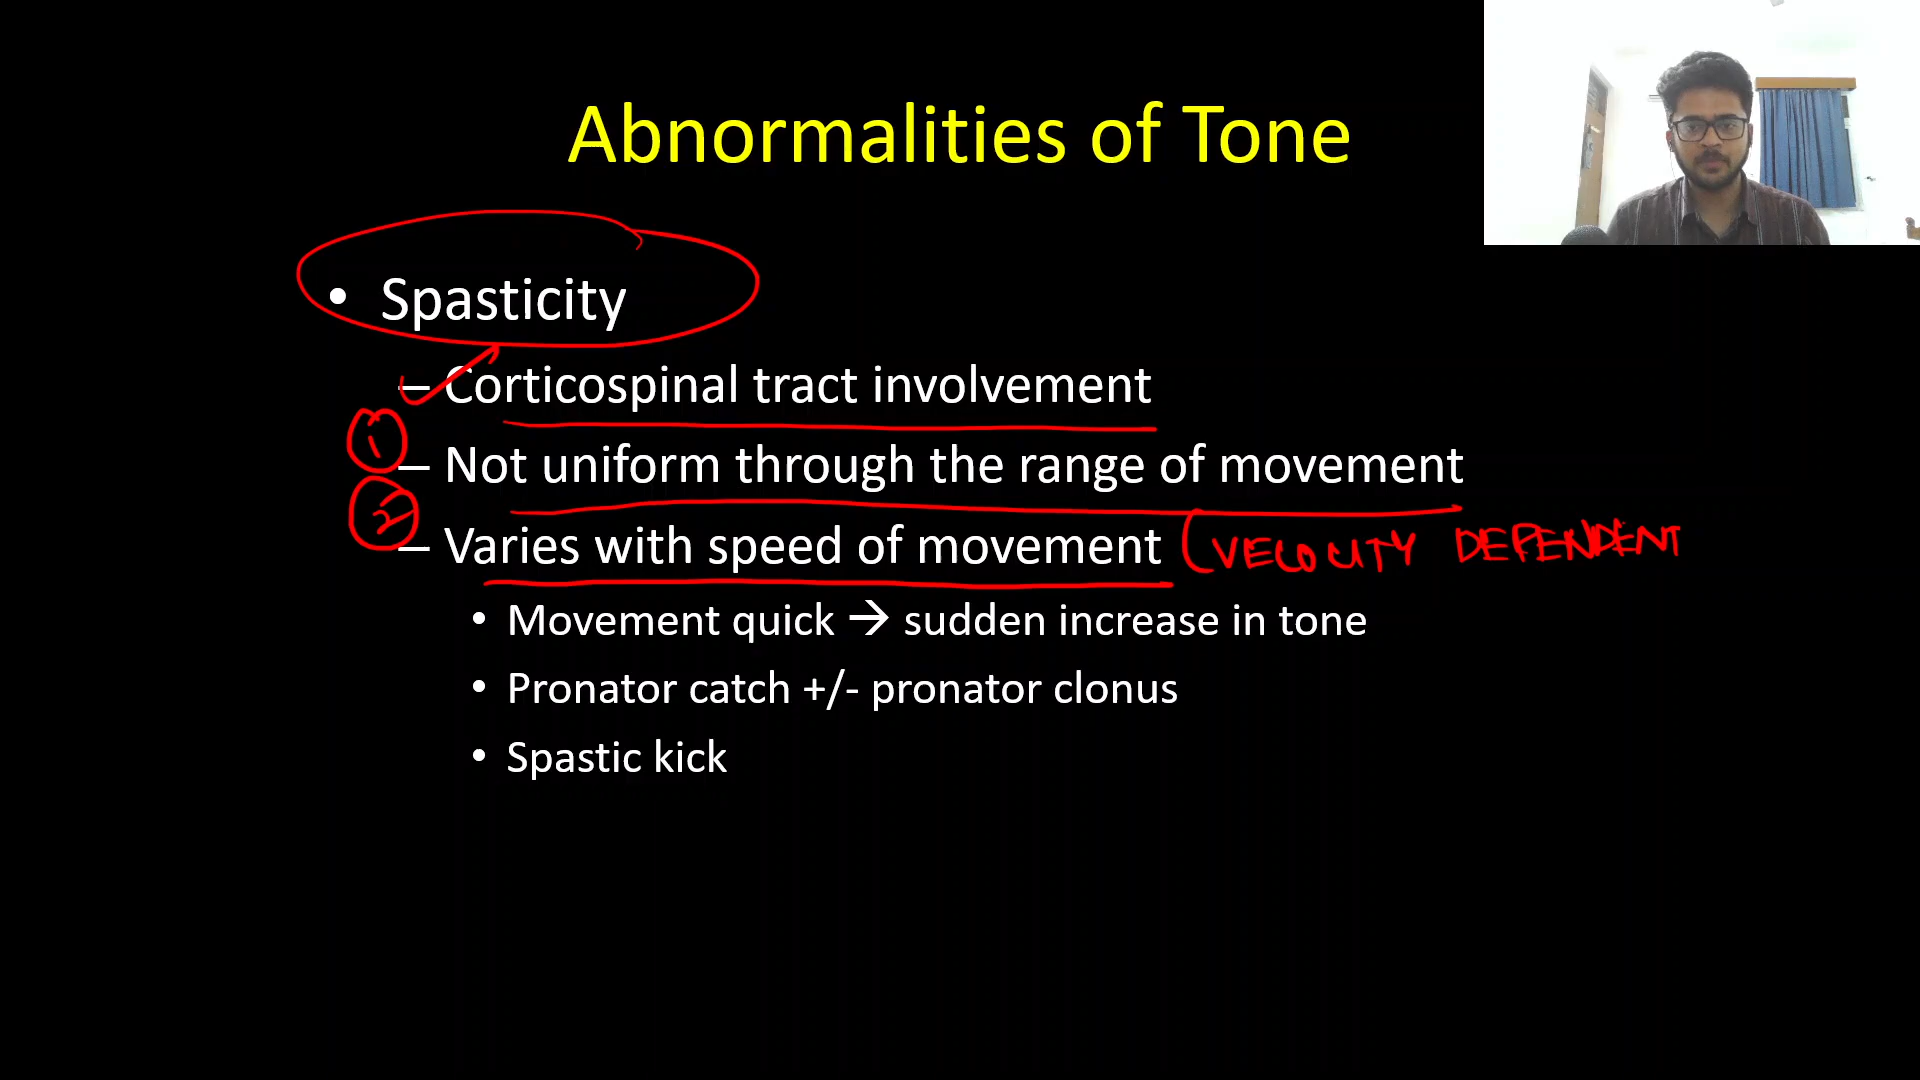 Abnormalities of Tone
• Spasticity
– Corticospinal tract involvement
1
– Not uniform through the range of movement
2
– Varies with speed of movement (VELOCITY DEPENDENT
• Movement quick → sudden increase in tone
• Pronator catch +/- pronator clonus
• Spastic kick